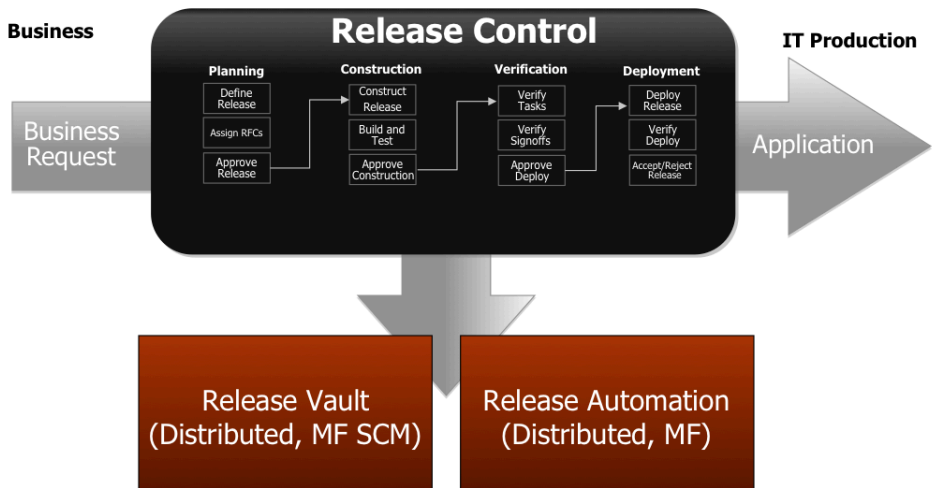 Business
Release Control
IT Production
Planning
Construction
Verification
Deployment
Define
Release
Assign RFCs
Approve
Release
Construct
Release
Build and
Test
Approve
Construction
Verify
Tasks
Verify
Signoffs
Approve
Deploy
Deploy
Release
Verify
Deploy
Accept/Reject
Release
Business
Request
Application
Release Vault
(Distributed, MF SCM)
Release Automation
(Distributed, MF)